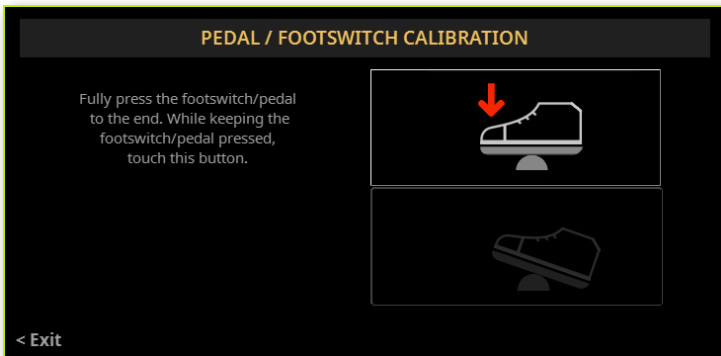 PEDAL / FOOTSWITCH CALIBRATION
Fully press the footswitch/pedal
to the end. While keeping the
footswitch/pedal pressed,
touch this button.
< Exit